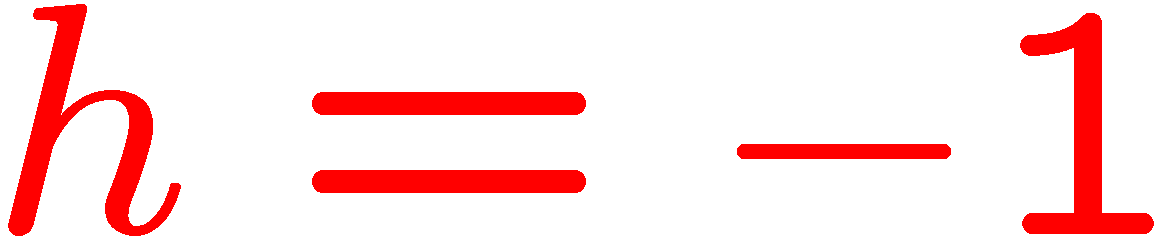 h = −1